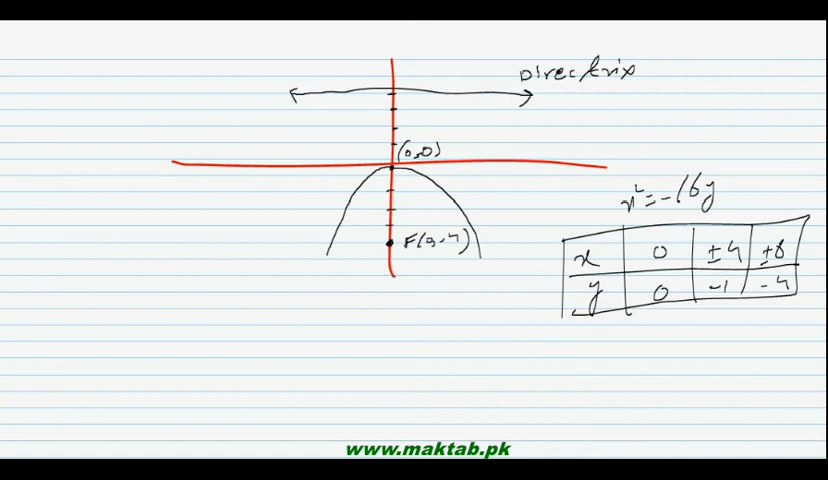 Directrix
(0,0)
x² = -16y
F(0,-4)
x 0 ±4 ±8
y 0 -1 -4
www.maktab.pk